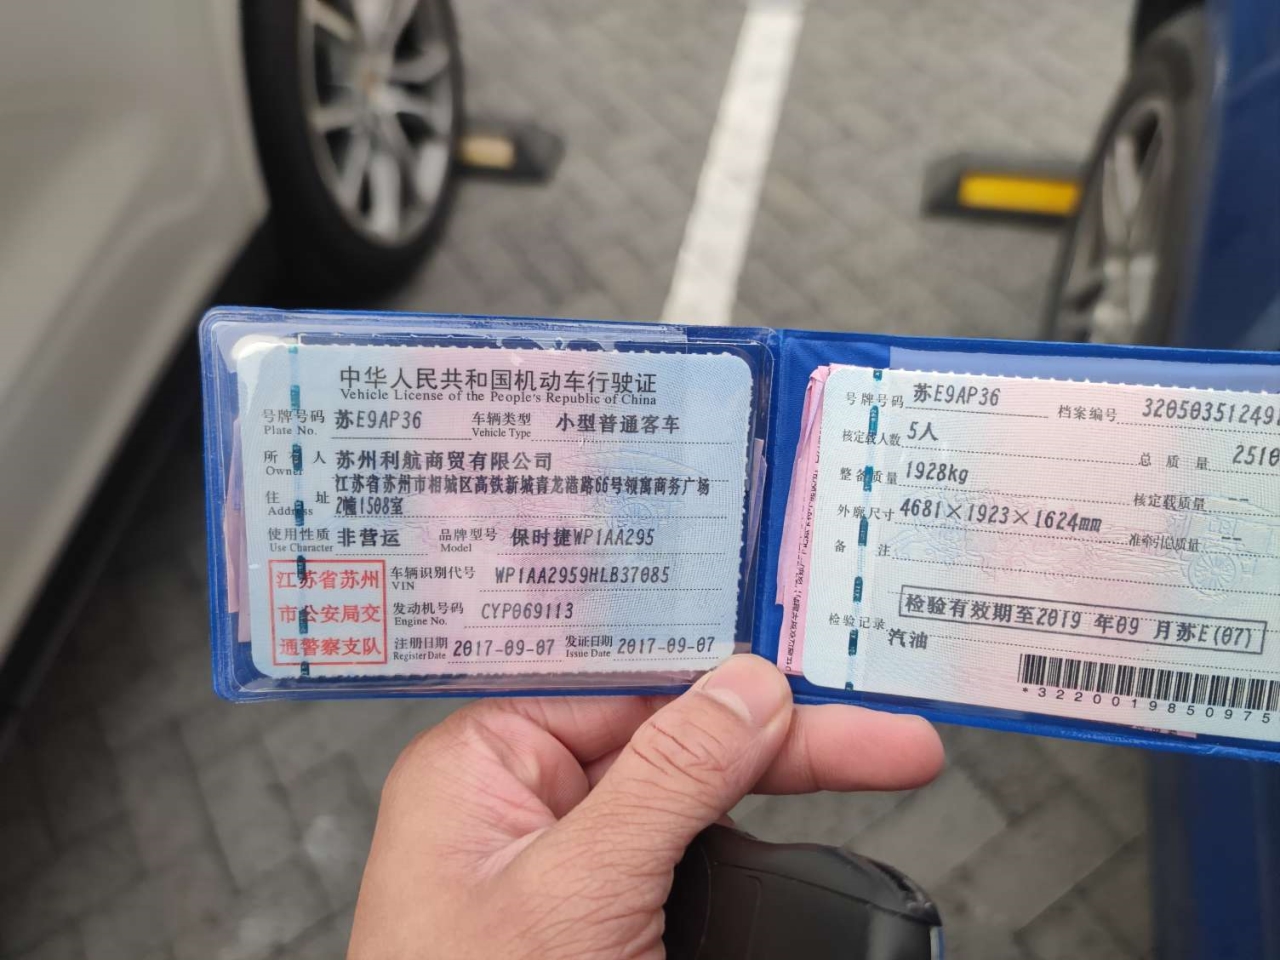 中华人民共和国机动车行驶证
Vehicle License of the People's Republic of China
号牌号码 苏E9AP36 车辆类型 小型普通客车
Plate No. Vehicle Type
所有人 苏州利航商贸有限公司
Owner
住址 江苏省苏州市相城区高铁新城青龙港路66号领寓商务广场
Address 2幢1508室
使用性质 非营运 品牌型号 保时捷WP1AA295
Use Character Model
江苏省苏州
市公安局交
通警察支队
车辆识别代号 WP1AA2959HLB37085
VIN
发动机号码 CYP069113
Engine No.
注册日期 2017-09-07 发证日期 2017-09-07
Register Date Issue Date
号牌号码 苏E9AP36 档案编号 3205035124
核定载人数 5人 总质量 251
整备质量 1928kg 核定载质量 --
外廓尺寸 4681×1923×1624mm 准牵引总质量 --
备注
检验记录 检验有效期至2019 年09 月苏E(07)
汽油
*3220019850975